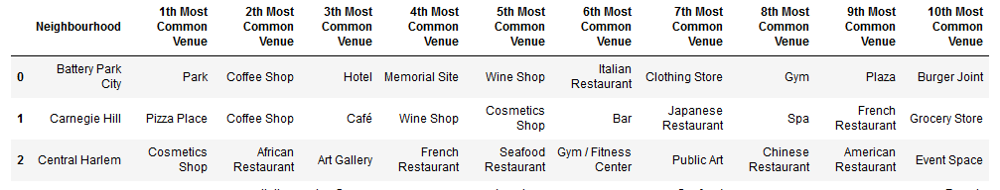 Neighbourhood 1th Most Common Venue 2th Most Common Venue 3th Most Common Venue 4th Most Common Venue 5th Most Common Venue 6th Most Common Venue 7th Most Common Venue 8th Most Common Venue 9th Most Common Venue 10th Most Common Venue
0 Battery Park City Park Coffee Shop Hotel Memorial Site Wine Shop Italian Restaurant Clothing Store Gym Plaza Burger Joint
1 Carnegie Hill Pizza Place Coffee Shop Café Wine Shop Cosmetics Shop Bar Japanese Restaurant Spa French Restaurant Grocery Store
2 Central Harlem Cosmetics Shop African Restaurant Art Gallery French Restaurant Seafood Restaurant Gym / Fitness Center Public Art Chinese Restaurant American Restaurant Event Space